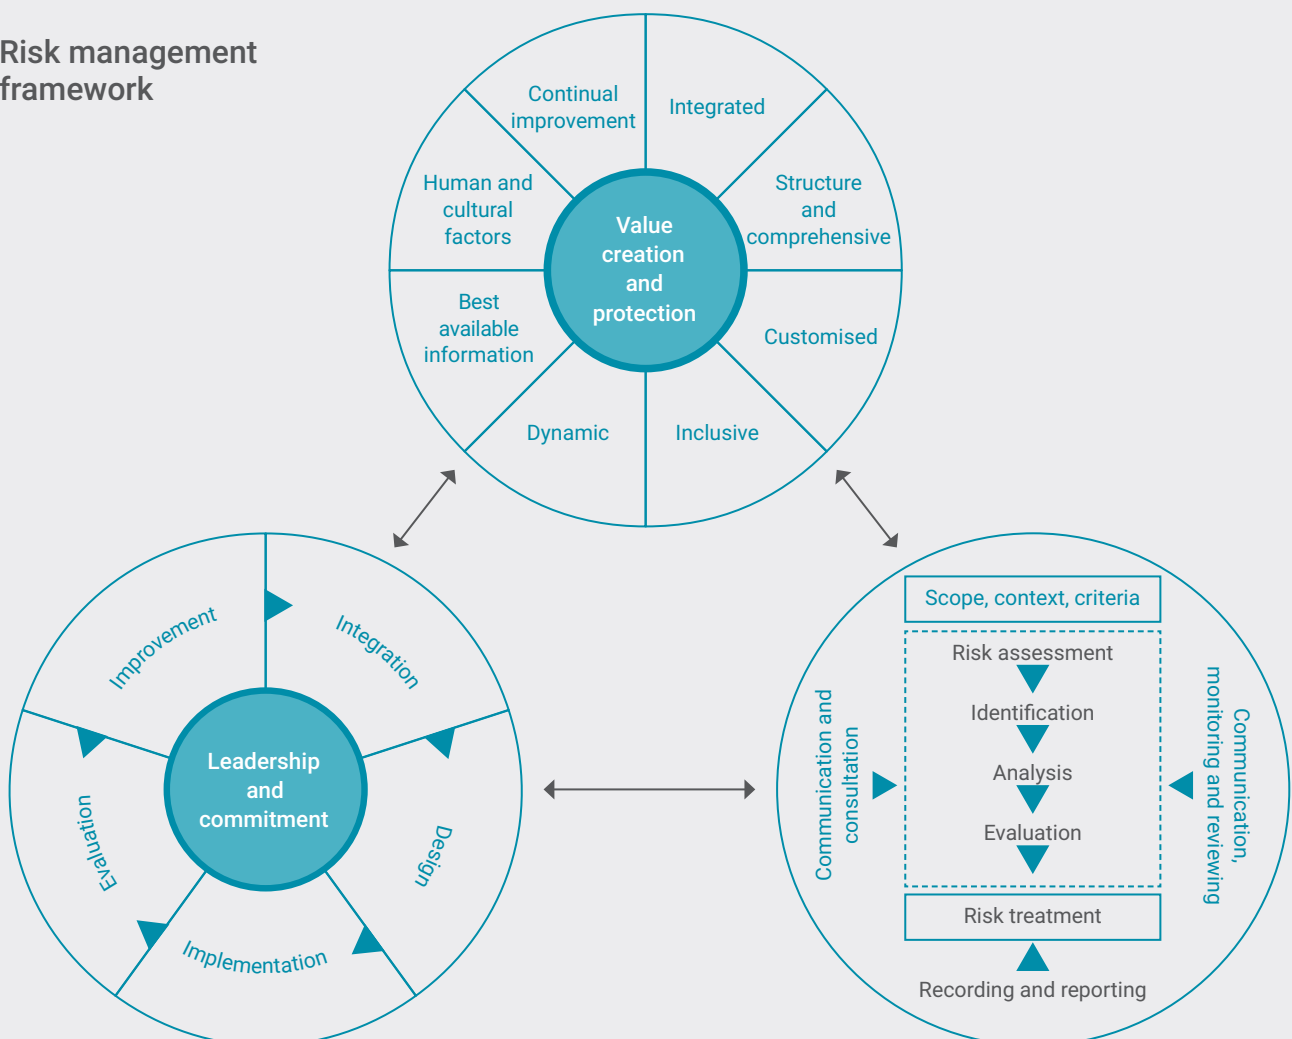 Risk management
framework
Continual
improvement
Integrated
Human and
cultural
factors
Structure
and
comprehensive
Value
creation
and
protection
Best
available
information
Customised
Dynamic
Inclusive
Improvement
Integration
Leadership
and
commitment
Evaluation
Design
Implementation
Scope, context, criteria
Risk assessment
Identification
Analysis
Evaluation
Communication and
consultation
Communication,
monitoring and reviewing
Risk treatment
Recording and reporting